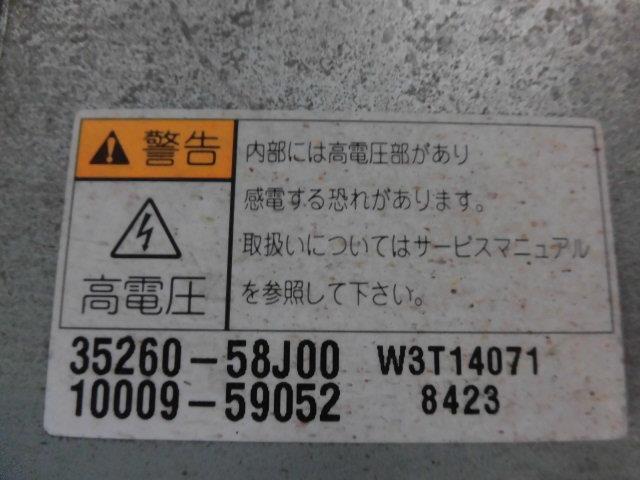 警告
高電圧
内部には高電圧部があり
感電する恐れがあります。
取扱いについてはサービスマニュアル
を参照して下さい。
35260-58J00 W3T14071
10009-59052 8423